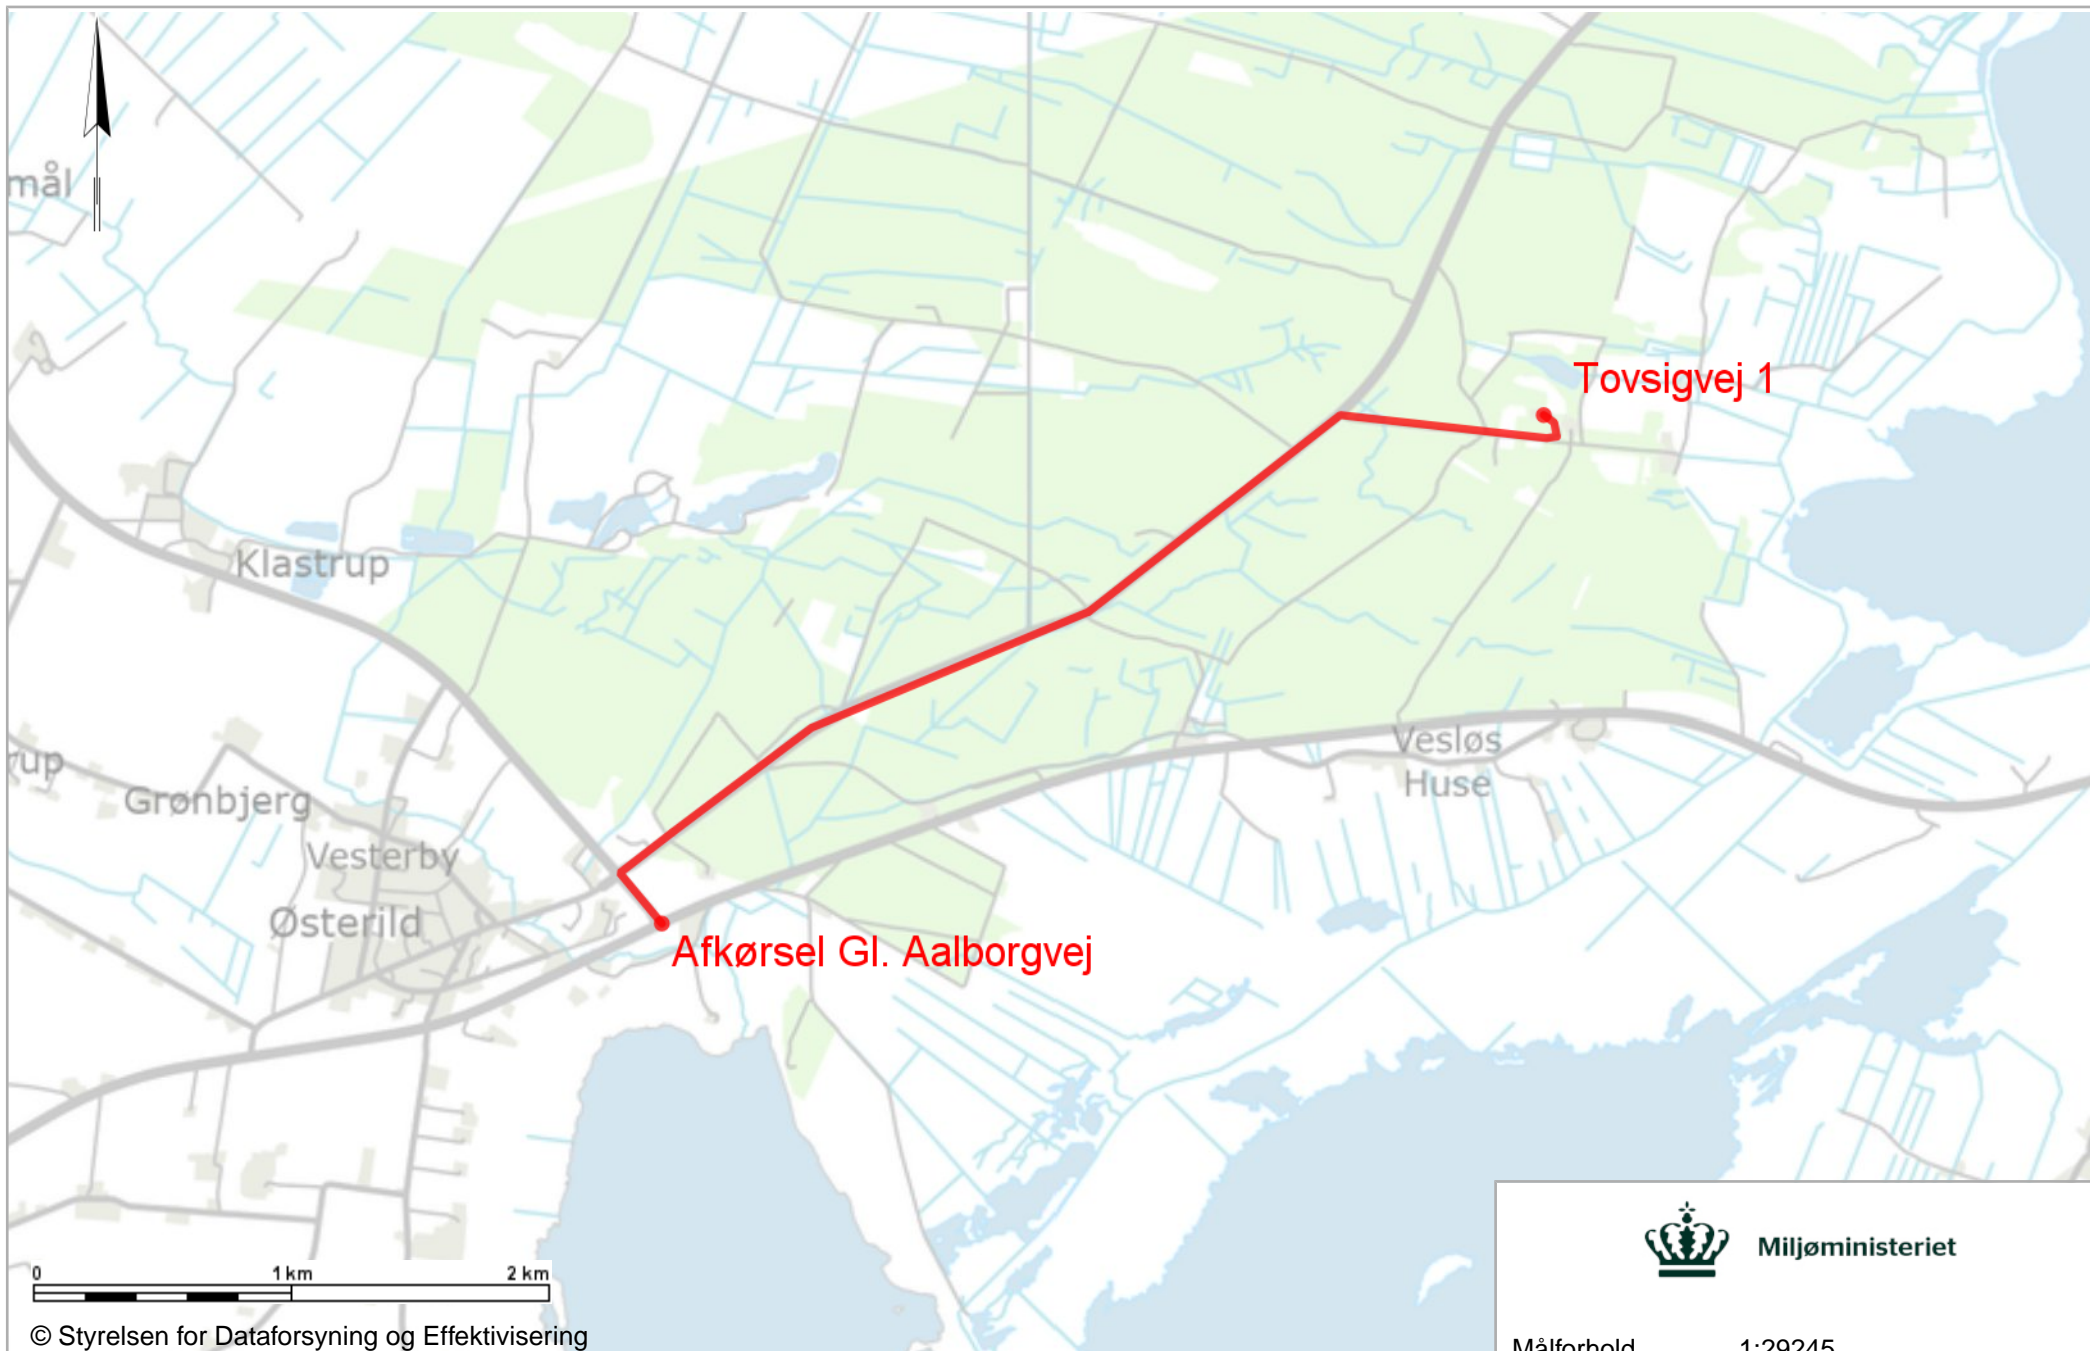 mål
Tovsigvej 1
Klastrup
Vesløs
Huse
rup
Grønbjerg
Vesterby
Østerild
Afkørsel Gl. Aalborgvej
0 1 km 2 km
Miljøministeriet
© Styrelsen for Dataforsyning og Effektivisering
Målforhold 1:29245